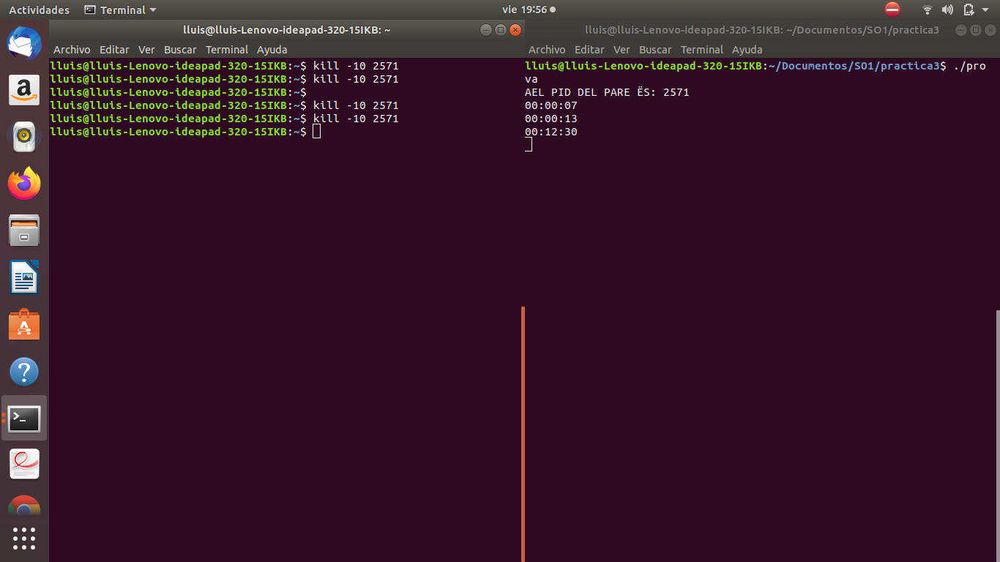 Actividades Terminal vie 19:56
lluis@lluis-Lenovo-ideapad-320-15IKB: ~
Archivo Editar Ver Buscar Terminal Ayuda
lluis@lluis-Lenovo-ideapad-320-15IKB:~$ kill -10 2571
lluis@lluis-Lenovo-ideapad-320-15IKB:~$ kill -10 2571
lluis@lluis-Lenovo-ideapad-320-15IKB:~$
lluis@lluis-Lenovo-ideapad-320-15IKB:~$ kill -10 2571
lluis@lluis-Lenovo-ideapad-320-15IKB:~$ kill -10 2571
lluis@lluis-Lenovo-ideapad-320-15IKB:~$
lluis@lluis-Lenovo-ideapad-320-15IKB: ~/Documentos/SO1/practica3
Archivo Editar Ver Buscar Terminal Ayuda
lluis@lluis-Lenovo-ideapad-320-15IKB:~/Documentos/SO1/practica3$ ./pro
va
AEL PID DEL PARE ËS: 2571
00:00:07
00:00:13
00:12:30